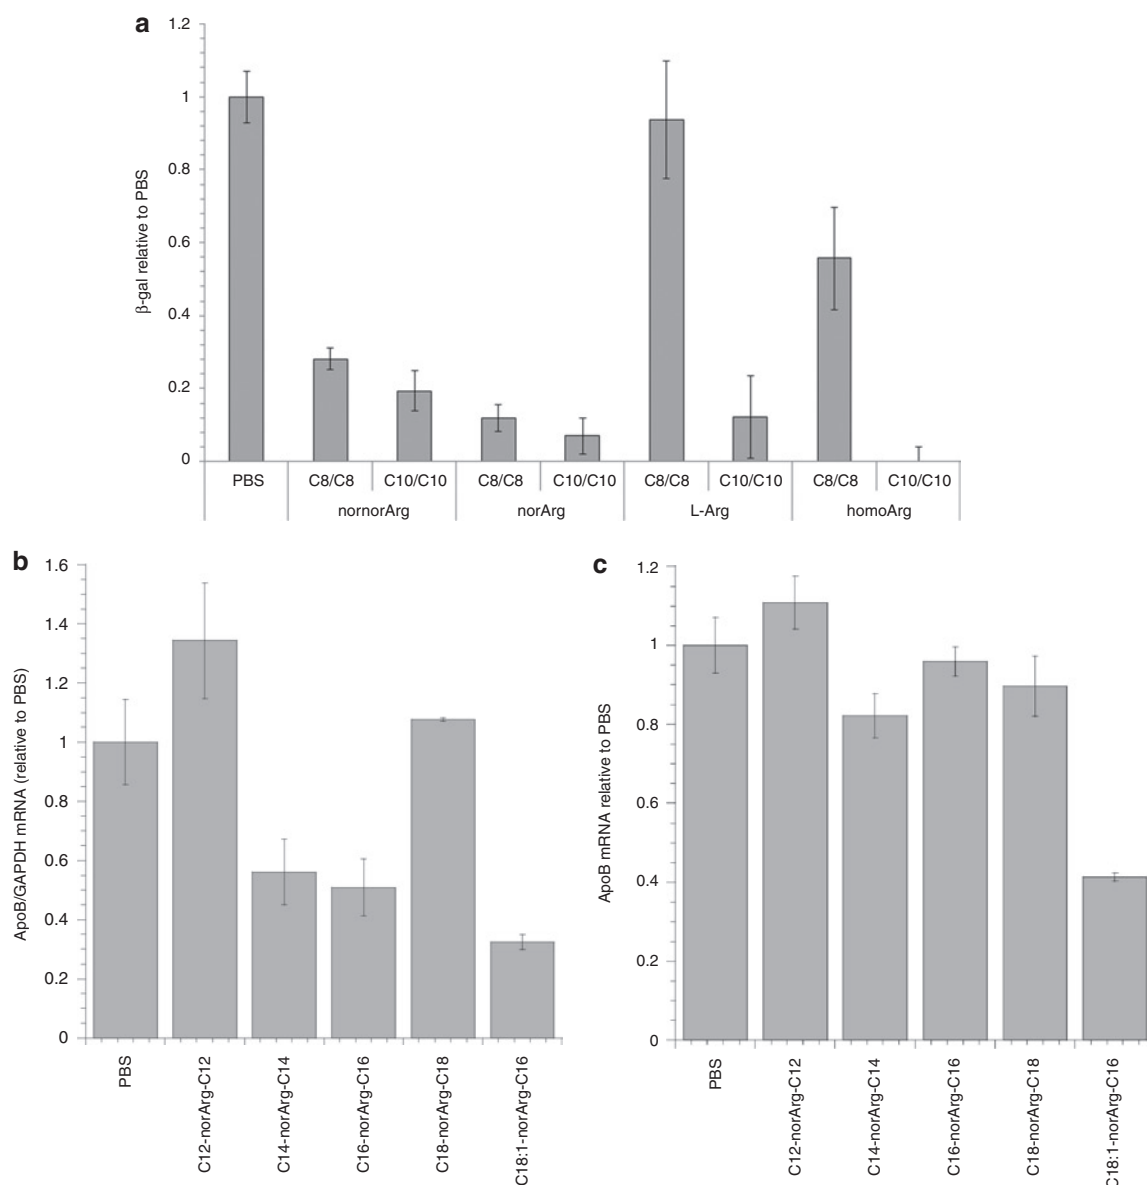 a
β-gal relative to PBS
1.2
1
0.8
0.6
0.4
0.2
0
PBS C8/C8 C10/C10 C8/C8 C10/C10 C8/C8 C10/C10 C8/C8 C10/C10
nornorArg norArg L-Arg homoArg
b
ApoB/GAPDH mRNA (relative to PBS)
1.6
1.4
1.2
1
0.8
0.6
0.4
0.2
0
PBS
C12-norArg-C12
C14-norArg-C14
C16-norArg-C16
C18-norArg-C18
C18:1-norArg-C16
c
ApoB mRNA relative to PBS
1.2
1
0.8
0.6
0.4
0.2
0
PBS
C12-norArg-C12
C14-norArg-C14
C16-norArg-C16
C18-norArg-C18
C18:1-norArg-C16